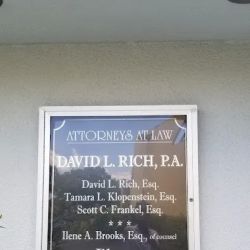 ATTORNEYS AT LAW
DAVID L. RICH, P.A.
David L. Rich, Esq.
Tamara L. Klopenstein, Esq.
Scott C. Frankel, Esq.
* * *
Ilene A. Brooks, Esq., of counsel